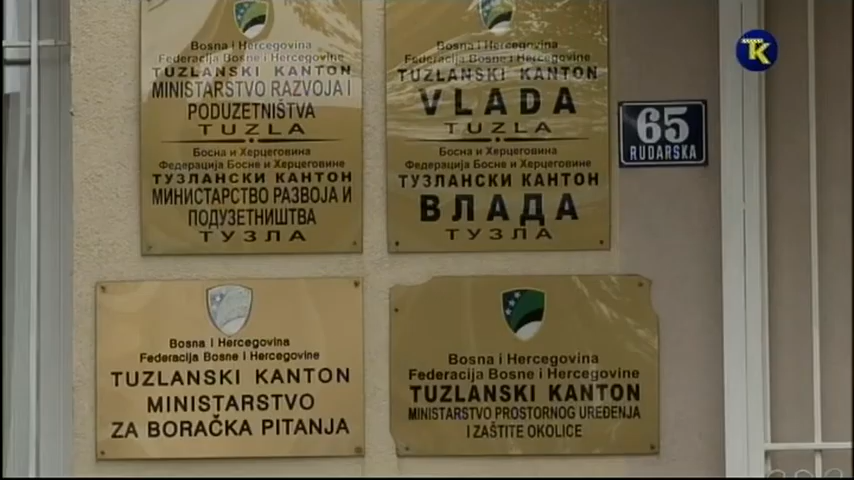 Bosna i Hercegovina
Federacija Bosne i Hercegovine
TUZLANSKI KANTON
MINISTARSTVO RAZVOJA I
PODUZETNIŠTVA
TUZLA
Босна и Херцеговина
Федерација Босне и Херцеговине
ТУЗЛАНСКИ КАНТОН
МИНИСТАРСТВО РАЗВОЈА И
ПОДУЗЕТНИШТВА
ТУЗЛА
Bosna i Hercegovina
Federacija Bosne i Hercegovine
TUZLANSKI KANTON
VLADA
TUZLA
Босна и Херцеговина
Федерација Босне и Херцеговине
ТУЗЛАНСКИ КАНТОН
ВЛАДА
ТУЗЛА
65
RUDARSKA
TK
Bosna i Hercegovina
Federacija Bosne i Hercegovine
TUZLANSKI KANTON
MINISTARSTVO
ZA BORAČKA PITANJA
Bosna i Hercegovina
Federacija Bosne i Hercegovine
TUZLANSKI KANTON
MINISTARSTVO PROSTORNOG UREĐENJA
I ZAŠTITE OKOLICE